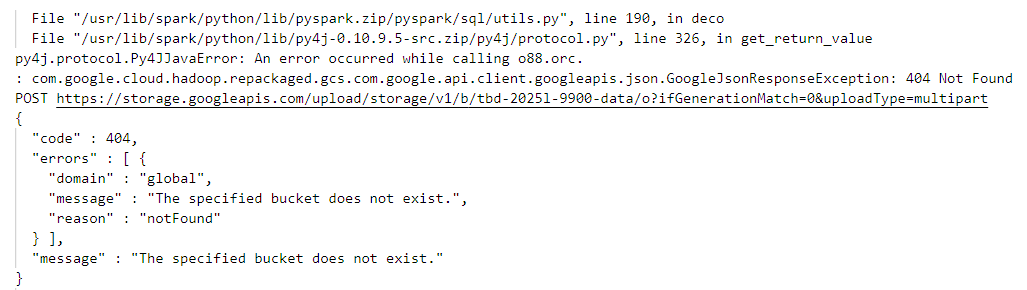 File "/usr/lib/spark/python/lib/pyspark.zip/pyspark/sql/utils.py", line 190, in deco
File "/usr/lib/spark/python/lib/py4j-0.10.9.5-src.zip/py4j/protocol.py", line 326, in get_return_value
py4j.protocol.Py4JJavaError: An error occurred while calling o88.orc.
: com.google.cloud.hadoop.repackaged.gcs.com.google.api.client.googleapis.json.GoogleJsonResponseException: 404 Not Found
POST https://storage.googleapis.com/upload/storage/v1/b/tbd-2025l-9900-data/o?ifGenerationMatch=0&uploadType=multipart
{
  "code" : 404,
  "errors" : [ {
    "domain" : "global",
    "message" : "The specified bucket does not exist.",
    "reason" : "notFound"
  } ],
  "message" : "The specified bucket does not exist."
}